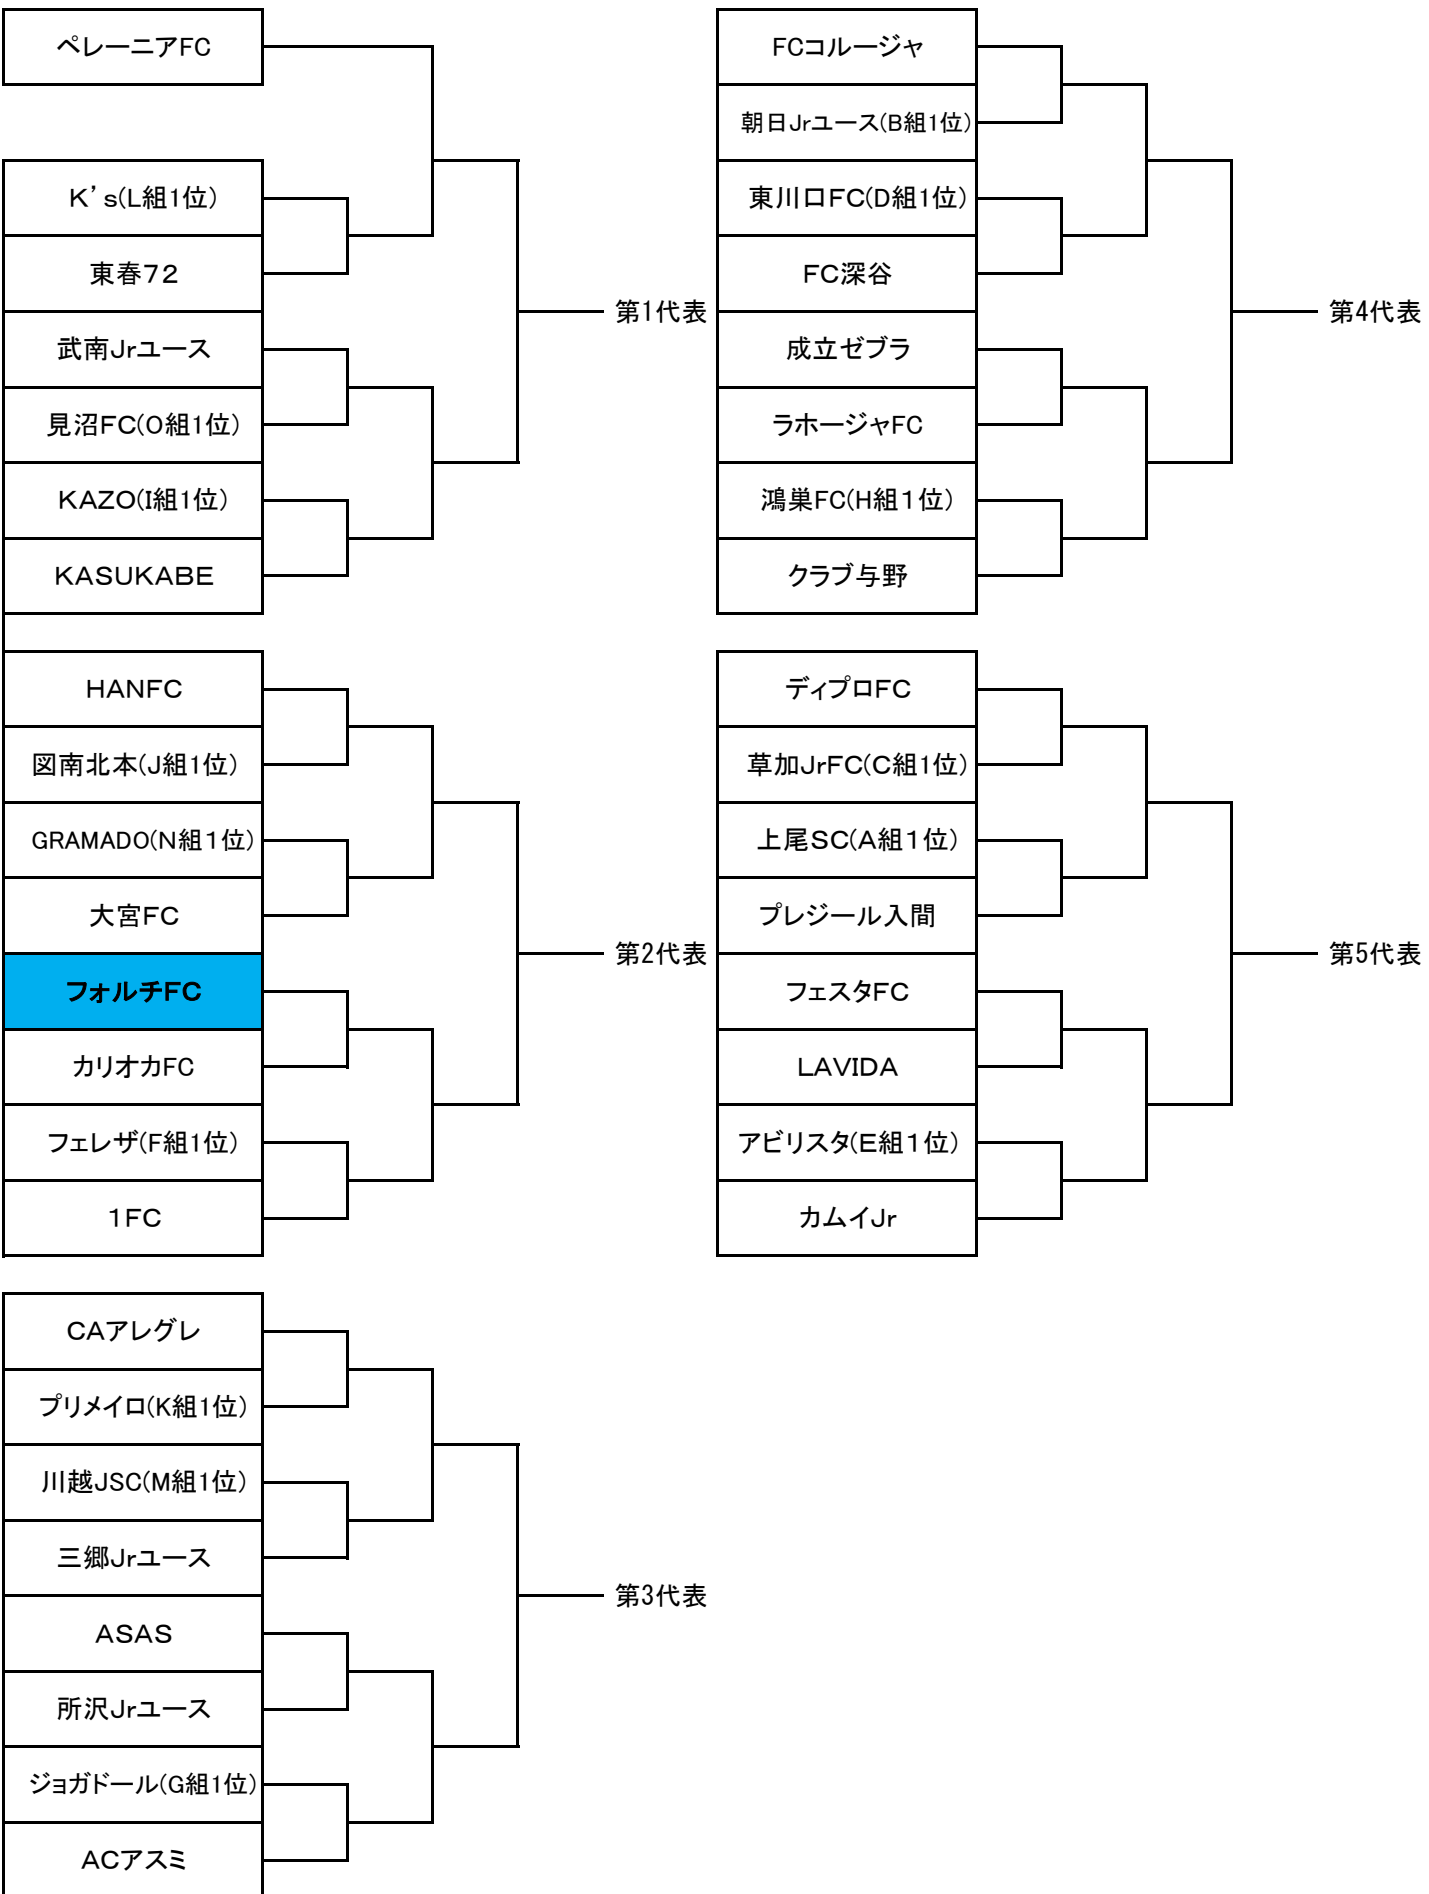 ペレーニアFC
K’s(L組1位)
東春72
武南Jrユース
見沼FC(O組1位)
KAZO(I組1位)
KASUKABE
第1代表
HANFC
図南北本(J組1位)
GRAMADO(N組1位)
大宮FC
フォルチFC
カリオカFC
フェレザ(F組1位)
1FC
第2代表
CAアレグレ
プリメイロ(K組1位)
川越JSC(M組1位)
三郷Jrユース
ASAS
所沢Jrユース
ジョガドール(G組1位)
ACアスミ
第3代表
FCコルージャ
朝日Jrユース(B組1位)
東川口FC(D組1位)
FC深谷
成立ゼブラ
ラホージャFC
鴻巣FC(H組1位)
クラブ与野
第4代表
ディプロFC
草加JrFC(C組1位)
上尾SC(A組1位)
プレジール入間
フェスタFC
LAVIDA
アビリスタ(E組1位)
カムイJr
第5代表